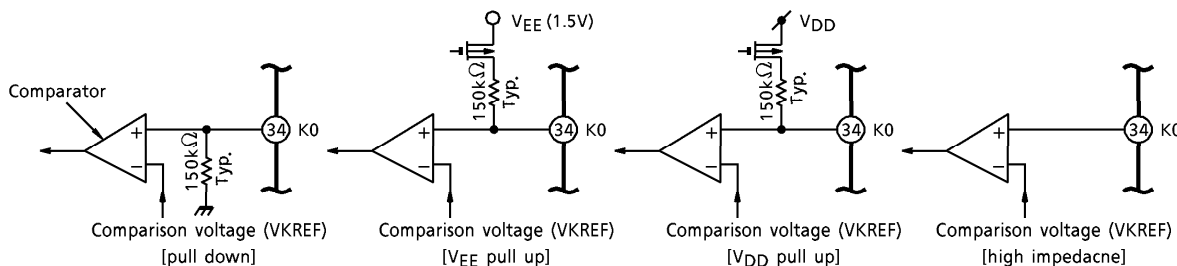 Comparator
+
−
150kΩ
Typ.
34 K0
Comparison voltage (VKREF)
[pull down]
VEE (1.5V)
150kΩ
Typ.
+
−
34 K0
Comparison voltage (VKREF)
[VEE pull up]
VDD
150kΩ
Typ.
+
−
34 K0
Comparison voltage (VKREF)
[VDD pull up]
+
−
34 K0
Comparison voltage (VKREF)
[high impedacne]